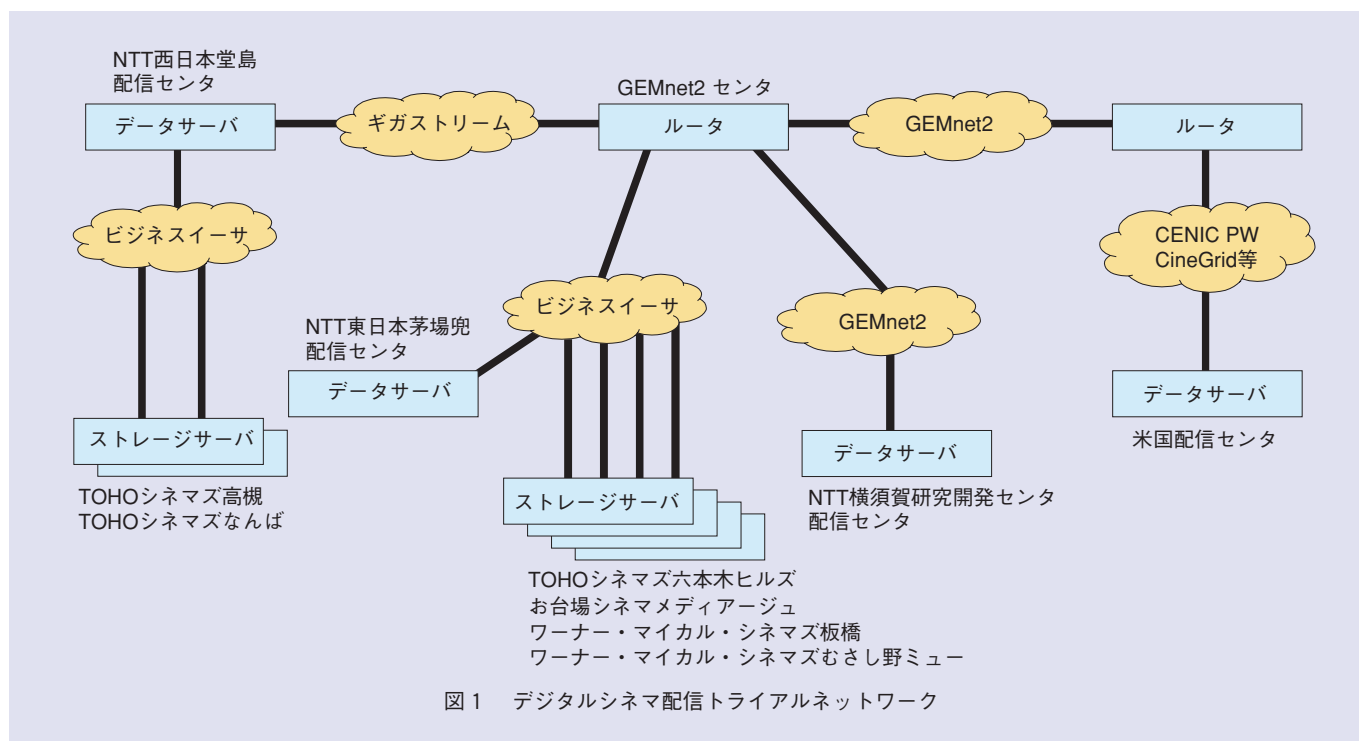 NTT西日本堂島
配信センタ
データサーバ
ギガストリーム
GEMnet2 センタ
ルータ
GEMnet2
ルータ
ビジネスイーサ
CENIC PW
CineGrid等
NTT東日本茅場兜
配信センタ
データサーバ
ビジネスイーサ
GEMnet2
データサーバ
米国配信センタ
ストレージサーバ
TOHOシネマズ高槻
TOHOシネマズなんば
ストレージサーバ
データサーバ
NTT横須賀研究開発センタ
配信センタ
TOHOシネマズ六本木ヒルズ
お台場シネマメディアージュ
ワーナー・マイカル・シネマズ板橋
ワーナー・マイカル・シネマズむさし野ミュー
図1 デジタルシネマ配信トライアルネットワーク